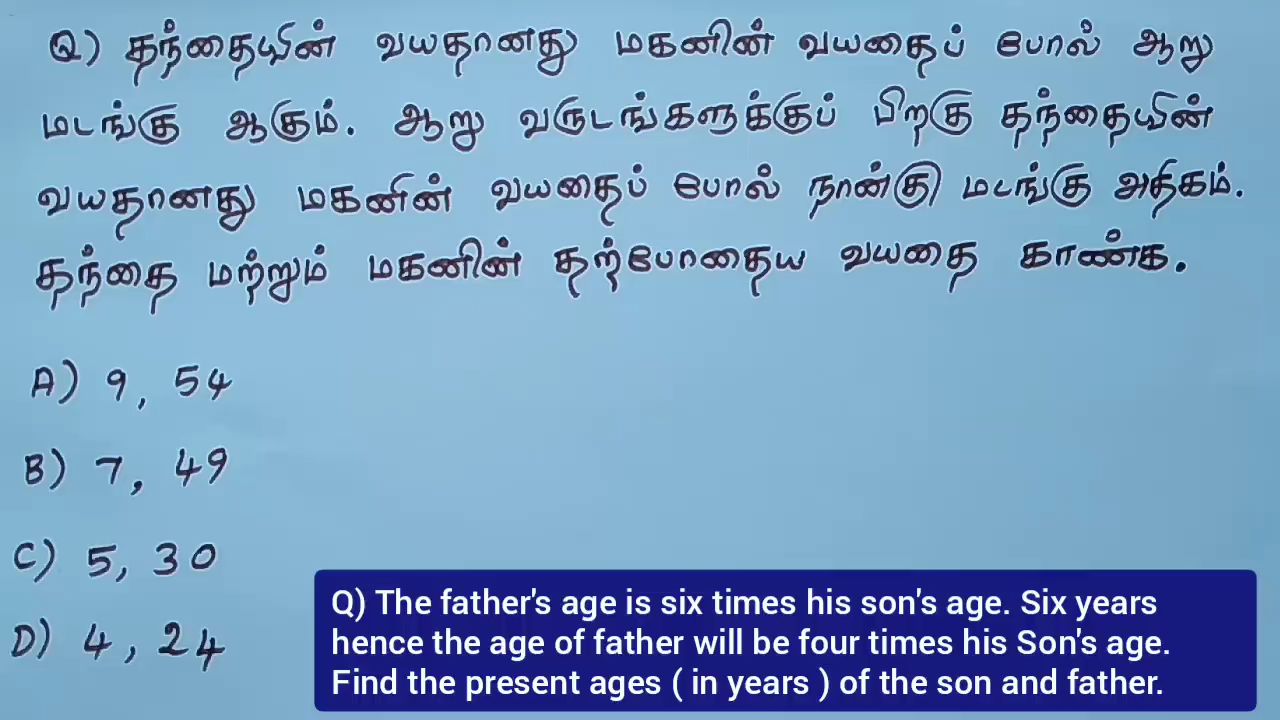 Q) தந்தையின் வயதானது மகனின் வயதைப் போல் ஆறு
மடங்கு ஆகும். ஆறு வருடங்களுக்குப் பிறகு தந்தையின்
வயதானது மகனின் வயதைப் போல் நான்கு மடங்கு அதிகம்.
தந்தை மற்றும் மகனின் தற்போதைய வயதை காண்க.
A) 9, 54
B) 7, 49
C) 5, 30
D) 4, 24
Q) The father's age is six times his son's age. Six years
hence the age of father will be four times his Son's age.
Find the present ages ( in years ) of the son and father.